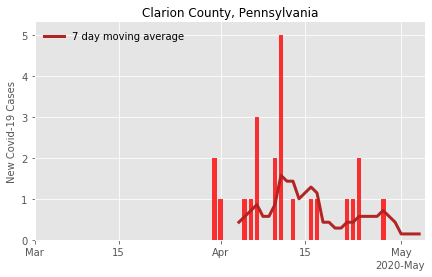 Clarion County, Pennsylvania
7 day moving average
New Covid-19 Cases
5
4
3
2
1
0
Mar 15 Apr 15 May
2020-May